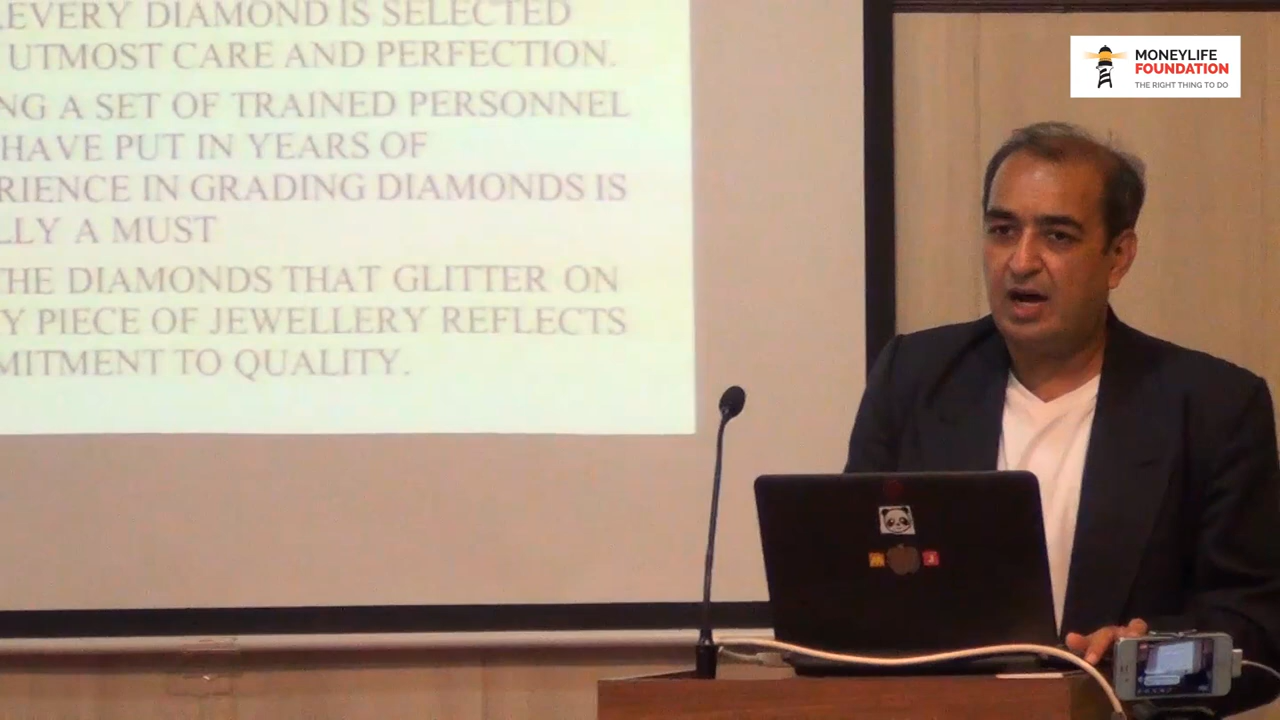 EVERY DIAMOND IS SELECTED
UTMOST CARE AND PERFECTION.
NG A SET OF TRAINED PERSONNEL
HAVE PUT IN YEARS OF
RIENCE IN GRADING DIAMONDS IS
LLY A MUST
THE DIAMONDS THAT GLITTER ON
Y PIECE OF JEWELLERY REFLECTS
MITMENT TO QUALITY.
MONEYLIFE
FOUNDATION
THE RIGHT THING TO DO